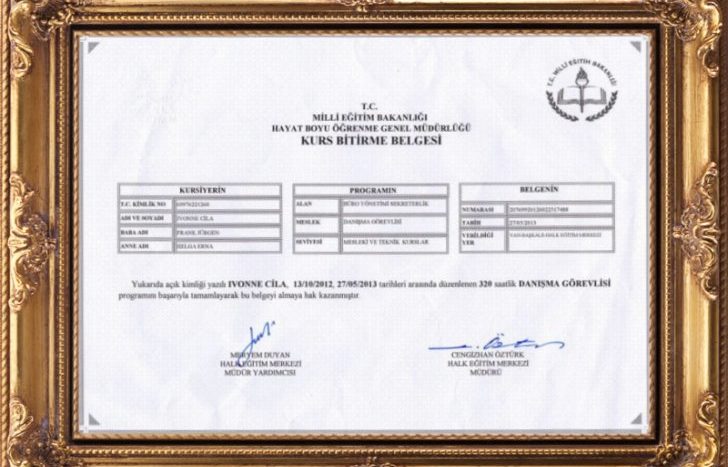 T.C. MİLLİ EĞİTİM BAKANLIĞI
T.C.
MİLLİ EĞİTİM BAKANLIĞI
HAYAT BOYU ÖĞRENME GENEL MÜDÜRLÜĞÜ
KURS BİTİRME BELGESİ
KURSİYERİN
T.C. KİMLİK NO
ADI VE SOYADI IVONNE CİLA
BABA ADI FRANK JÜRGEN
ANNE ADI HELGA ERNA
PROGRAMIN
ALAN BÜRO YÖNETİMİ SEKRETERLİK
MESLEK DANIŞMA GÖREVLİSİ
SEVİYESİ MESLEKİ VE TEKNİK KURSLAR
BELGENİN
NUMARASI
TARİH 27/05/2013
VERİLDİĞİ YER HALK EĞİTİM MERKEZİ
Yukarıda açık kimliği yazılı IVONNE CİLA, 13/10/2012, 27/05/2013 tarihleri arasında düzenlenen 320 saatlik DANIŞMA GÖREVLİSİ
programını başarıyla tamamlayarak bu belgeyi almaya hak kazanmıştır.
MERYEM DUYAN
HALK EĞİTİM MERKEZİ
MÜDÜR YARDIMCISI
CENGİZHAN ÖZTÜRK
HALK EĞİTİM MERKEZİ
MÜDÜRÜ